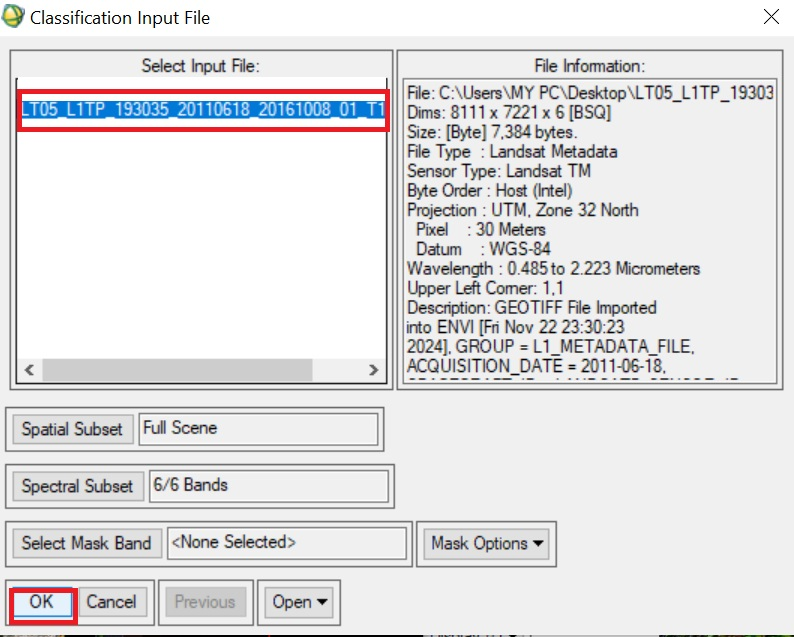 Classification Input File
Select Input File:
LT05_L1TP_193035_20110618_20161008_01_T1
File Information:
File: C:\Users\MY PC\Desktop\LT05_L1TP_19303
Dims: 8111 x 7221 x 6 [BSQ]
Size: [Byte] 7,384 bytes.
File Type : Landsat Metadata
Sensor Type: Landsat TM
Byte Order : Host (Intel)
Projection : UTM, Zone 32 North
Pixel : 30 Meters
Datum : WGS-84
Wavelength : 0.485 to 2.223 Micrometers
Upper Left Corner: 1,1
Description: GEOTIFF File Imported
into ENVI [Fri Nov 22 23:30:23
2024], GROUP = L1_METADATA_FILE,
ACQUISITION_DATE = 2011-06-18,
Spatial Subset Full Scene
Spectral Subset 6/6 Bands
Select Mask Band <None Selected> Mask Options
OK Cancel Previous Open